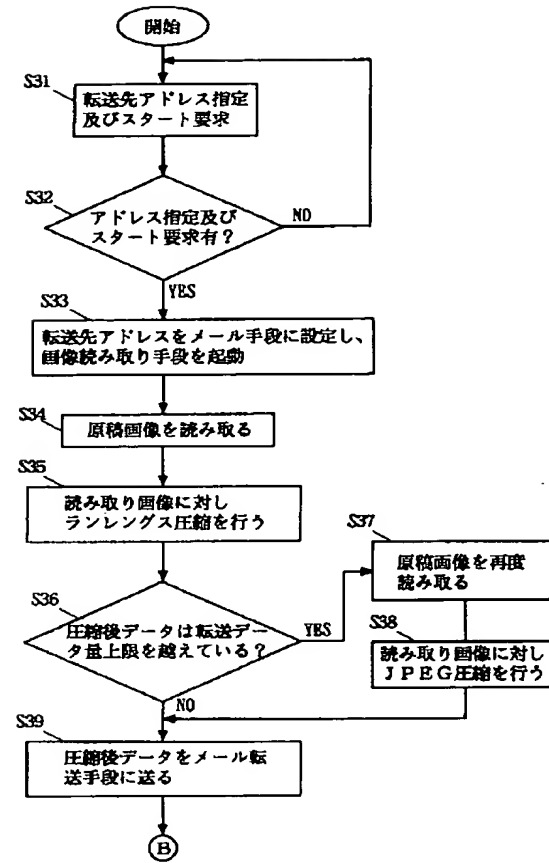 開始
S31
転送先アドレス指定
及びスタート要求
S32
アドレス指定及び
スタート要求有？
NO
YES
S33
転送先アドレスをメール手段に設定し、
画像読み取り手段を起動
S34
原稿画像を読み取る
S35
読み取り画像に対し
ランレングス圧縮を行う
S36
圧縮後データは転送デー
タ量上限を越えている？
YES
NO
S37
原稿画像を再度
読み取る
S38
読み取り画像に対し
JPEG圧縮を行う
S39
圧縮後データをメール転
送手段に送る
B